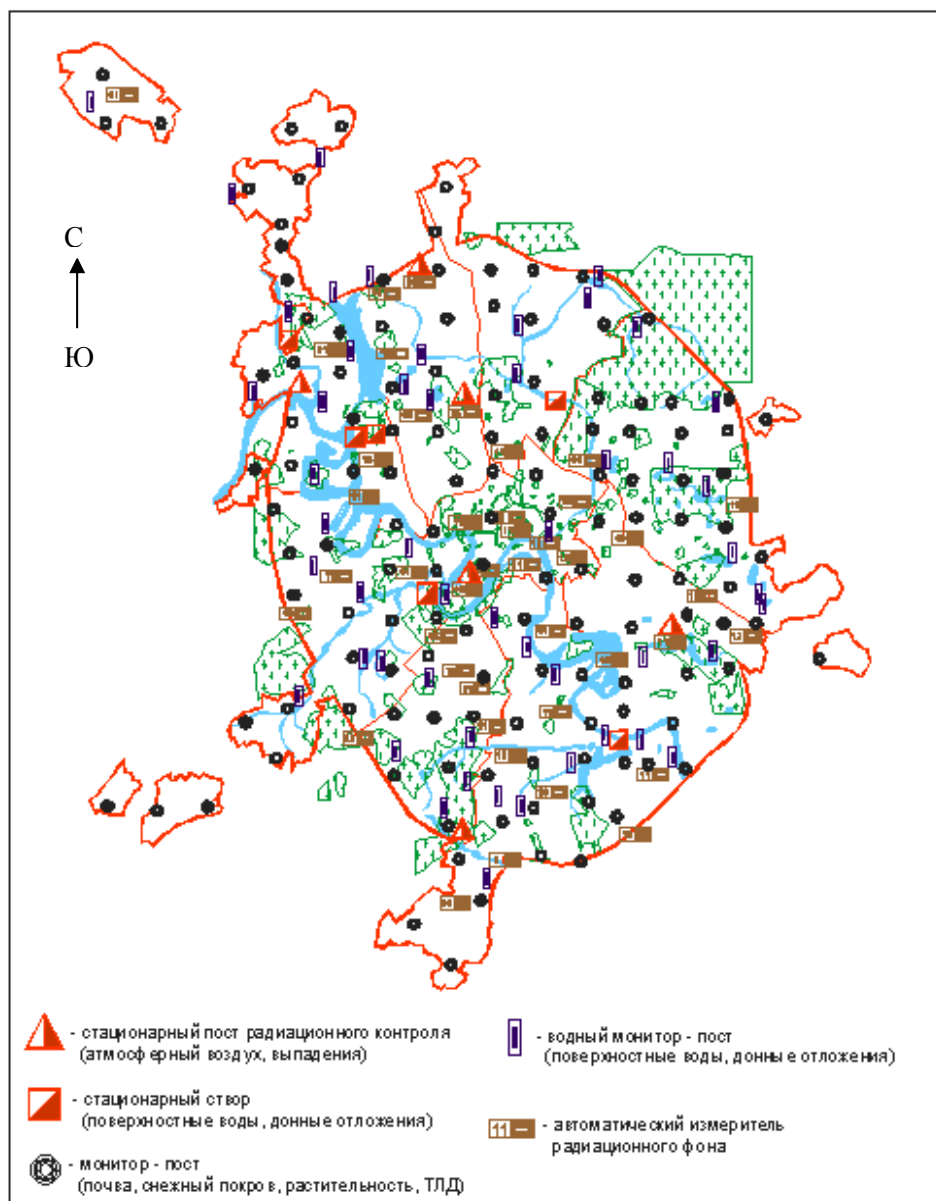 С
Ю
- стационарный пост радиационного контроля
(атмосферный воздух, выпадения)
- стационарный створ
(поверхностные воды, донные отложения)
- монитор - пост
(почва, снежный покров, растительность, ТЛД)
- водный монитор - пост
(поверхностные воды, донные отложения)
11 - автоматический измеритель
радиационного фона